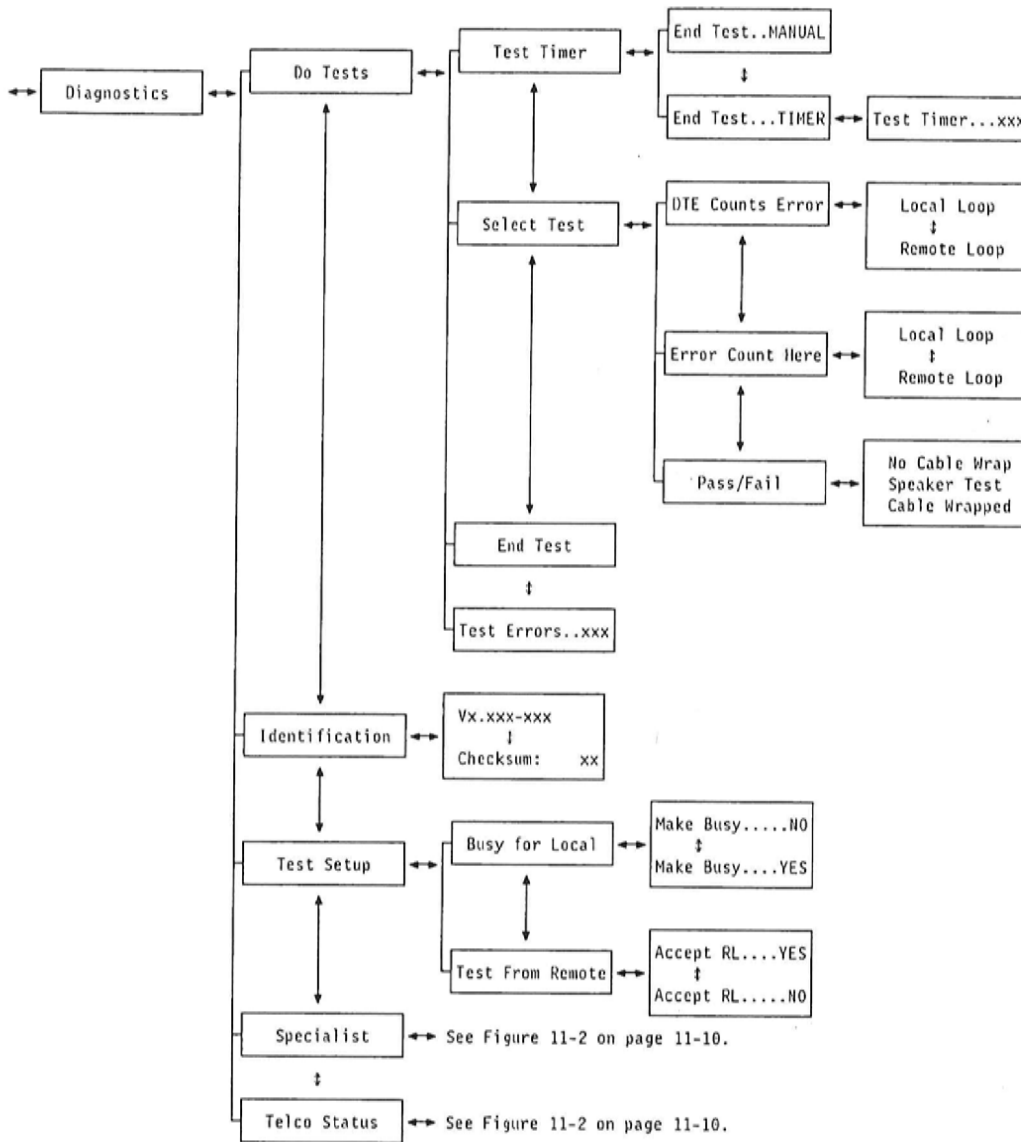 Diagnostics
Do Tests
Test Timer
End Test..MANUAL
End Test...TIMER
Test Timer...xxx
Select Test
DTE Counts Error
Local Loop
Remote Loop
Error Count Here
Local Loop
Remote Loop
Pass/Fail
No Cable Wrap
Speaker Test
Cable Wrapped
End Test
Test Errors..xxx
Identification
Vx.xxx-xxx
Checksum: xx
Test Setup
Busy for Local
Make Busy.....NO
Make Busy....YES
Test From Remote
Accept RL....YES
Accept RL.....NO
Specialist
See Figure 11-2 on page 11-10.
Telco Status
See Figure 11-2 on page 11-10.